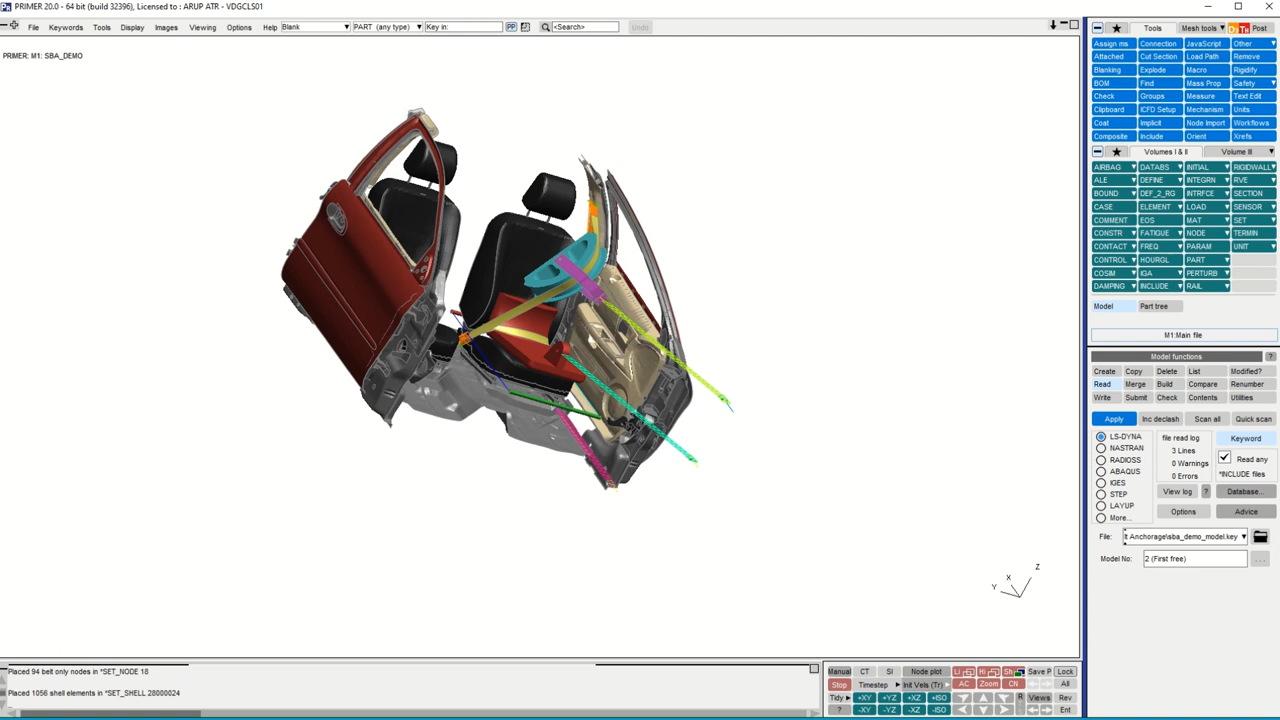 PRIMER 20.0 - 64 bit (build 32396), Licensed to : ARUP ATR - VDGCLS01
File Keywords Tools Display Images Viewing Options Help Blank PART (any type) Key in: PP <Search> Undo
PRIMER: M1: SBA_DEMO
Tools Mesh tools Post
Assign ms Connection JavaScript Other
Attached Cut Section Load Path Remove
Blanking Explode Macro Rigidify
BOM Find Mass Prop Safety
Check Groups Measure Text Edit
Clipboard ICFD Setup Mechanism Units
Coat Implicit Node Import Workflows
Composite Include Orient Xrefs
Volumes I & II Volume III
AIRBAG DATABS INITIAL RIGIDWALL
ALE DEFINE INTEGRN RVE
BOUND DEF_2_RG INTRFCE SECTION
CASE ELEMENT LOAD SENSOR
COMMENT EOS MAT SET
CONSTR FATIGUE NODE TERMIN
CONTACT FREQ PARAM UNIT
CONTROL HOURGL PART
COSIM IGA PERTURB
DAMPING INCLUDE RAIL
Model Part tree
M1:Main file
Model functions ?
Create Copy Delete List Modified?
Read Merge Build Compare Renumber
Write Submit Check Contents Utilities
Apply Inc declash Scan all Quick scan
LS-DYNA file read log Keyword
NASTRAN 3 Lines Read any
RADIOSS 0 Warnings *INCLUDE files
ABAQUS 0 Errors
IGES View log ? Database...
STEP
LAYUP Options Advice
More...
File: lt Anchorage\sba_demo_model.key
Model No: 2 (First free) ...
Z
X
Y
Placed 94 belt only nodes in *SET_NODE 18
Placed 1056 shell elements in *SET_SHELL 28000024
Manual CT SI Node plot Li Hi Sh Save P Lock
Stop Timestep Init Vels (Tr) AC Zoom CN All
Tidy +XY +YZ +XZ +ISO R Views Rev
? -XY -YZ -XZ -ISO Ent